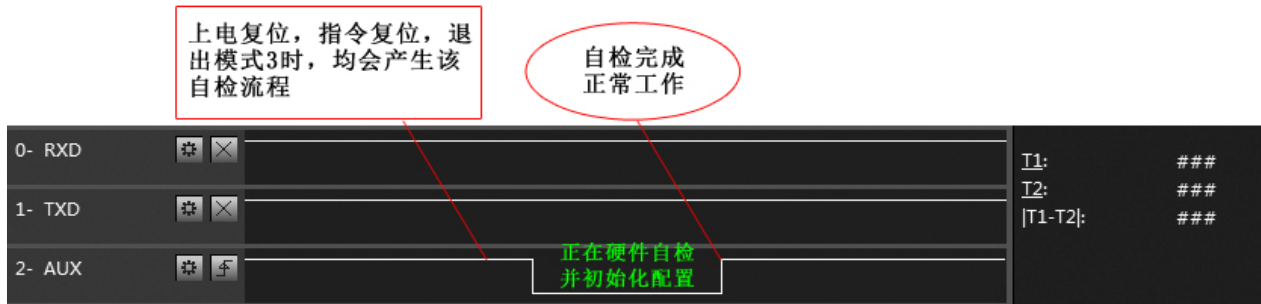 上电复位，指令复位，退
出模式3时，均会产生该
自检流程
自检完成
正常工作
0- RXD
T1: ###
T2: ###
1- TXD
|T1-T2|: ###
正在硬件自检
2- AUX
并初始化配置